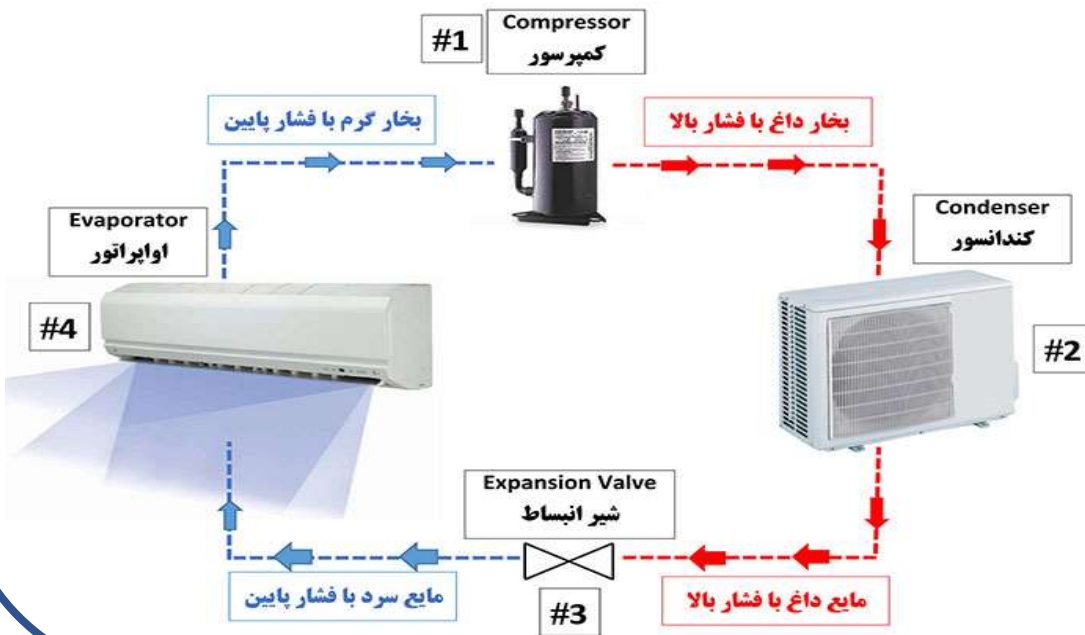 #1
Compressor
کمپرسور
بخار گرم با فشار پایین
بخار داغ با فشار بالا
Evaporator
اواپراتور
Condenser
کندانسور
#4
#2
Expansion Valve
شیر انبساط
مایع سرد با فشار پایین
مایع داغ با فشار بالا
#3